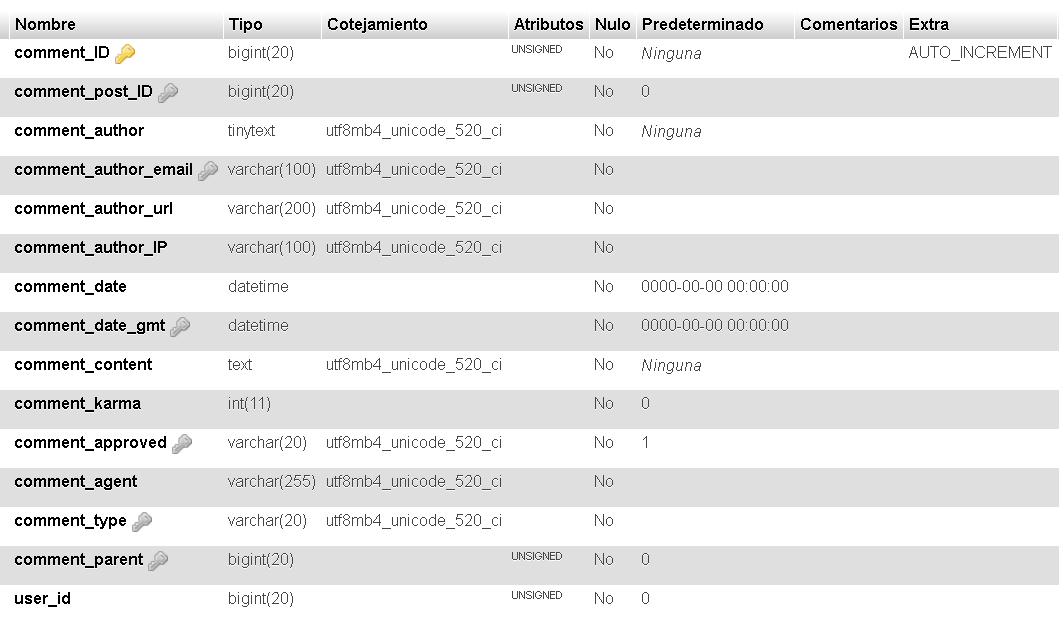 Nombre Tipo Cotejamiento Atributos Nulo Predeterminado Comentarios Extra
comment_ID bigint(20) UNSIGNED No Ninguna AUTO_INCREMENT
comment_post_ID bigint(20) UNSIGNED No 0
comment_author tinytext utf8mb4_unicode_520_ci No Ninguna
comment_author_email varchar(100) utf8mb4_unicode_520_ci No
comment_author_url varchar(200) utf8mb4_unicode_520_ci No
comment_author_IP varchar(100) utf8mb4_unicode_520_ci No
comment_date datetime No 0000-00-00 00:00:00
comment_date_gmt datetime No 0000-00-00 00:00:00
comment_content text utf8mb4_unicode_520_ci No Ninguna
comment_karma int(11) No 0
comment_approved varchar(20) utf8mb4_unicode_520_ci No 1
comment_agent varchar(255) utf8mb4_unicode_520_ci No
comment_type varchar(20) utf8mb4_unicode_520_ci No
comment_parent bigint(20) UNSIGNED No 0
user_id bigint(20) UNSIGNED No 0